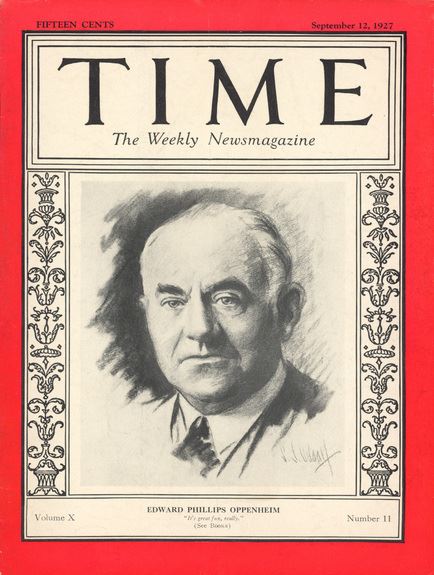 FIFTEEN CENTS September 12, 1927
TIME
The Weekly Newsmagazine
EDWARD PHILLIPS OPPENHEIM
Volume X "It's great fun, really." Number 11
(See BOOKS)